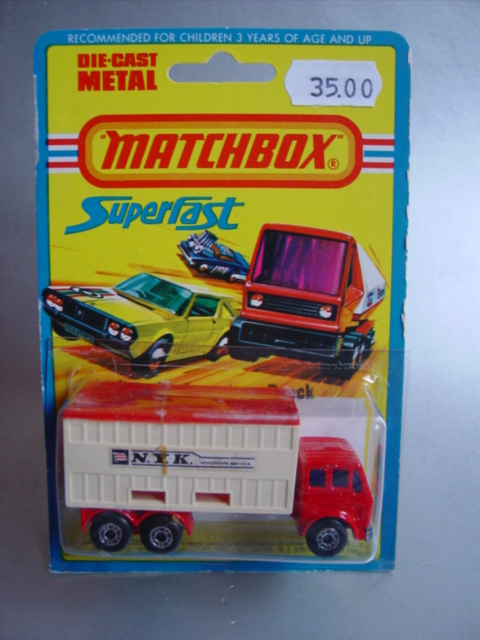 RECOMMENDED FOR CHILDREN 3 YEARS OF AGE AND UP
DIE-CAST
METAL
35.00
"MATCHBOX"®
Superfast
N.Y.K.